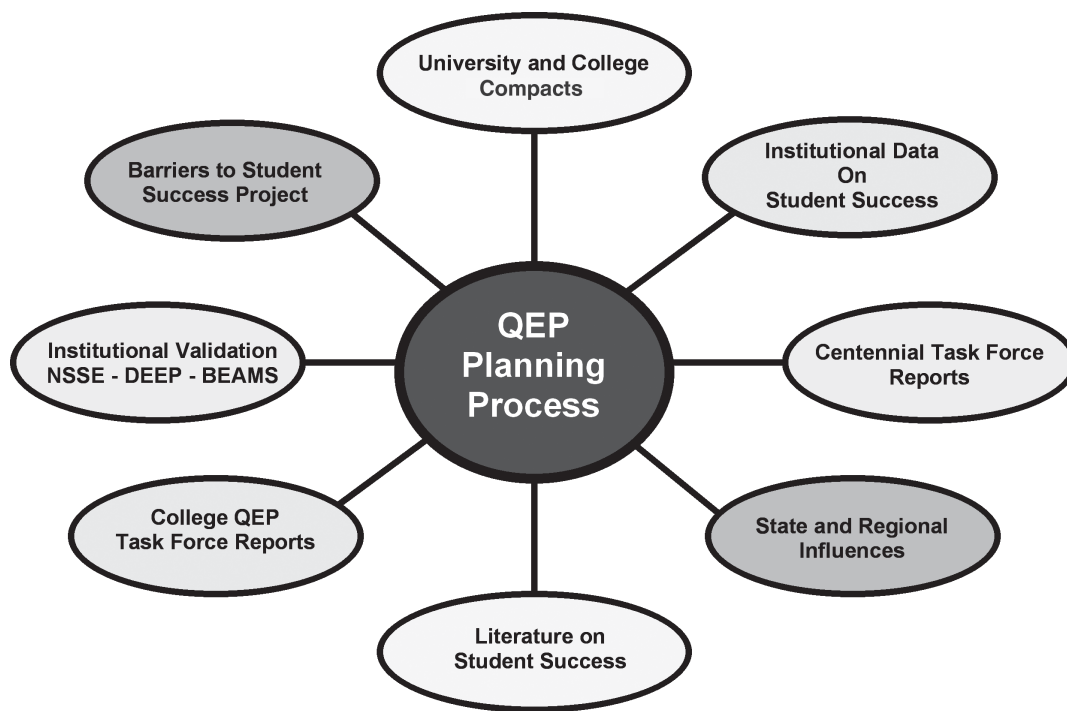 University and College
Compacts
Institutional Data
On
Student Success
Barriers to Student
Success Project
QEP
Planning
Process
Institutional Validation
NSSE - DEEP - BEAMS
Centennial Task Force
Reports
College QEP
Task Force Reports
State and Regional
Influences
Literature on
Student Success